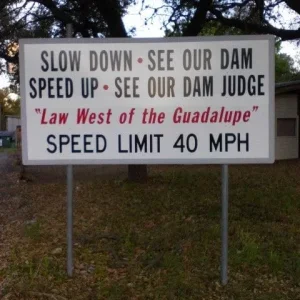 SLOW DOWN • SEE OUR DAM
SPEED UP • SEE OUR DAM JUDGE
"Law West of the Guadalupe"
SPEED LIMIT 40 MPH